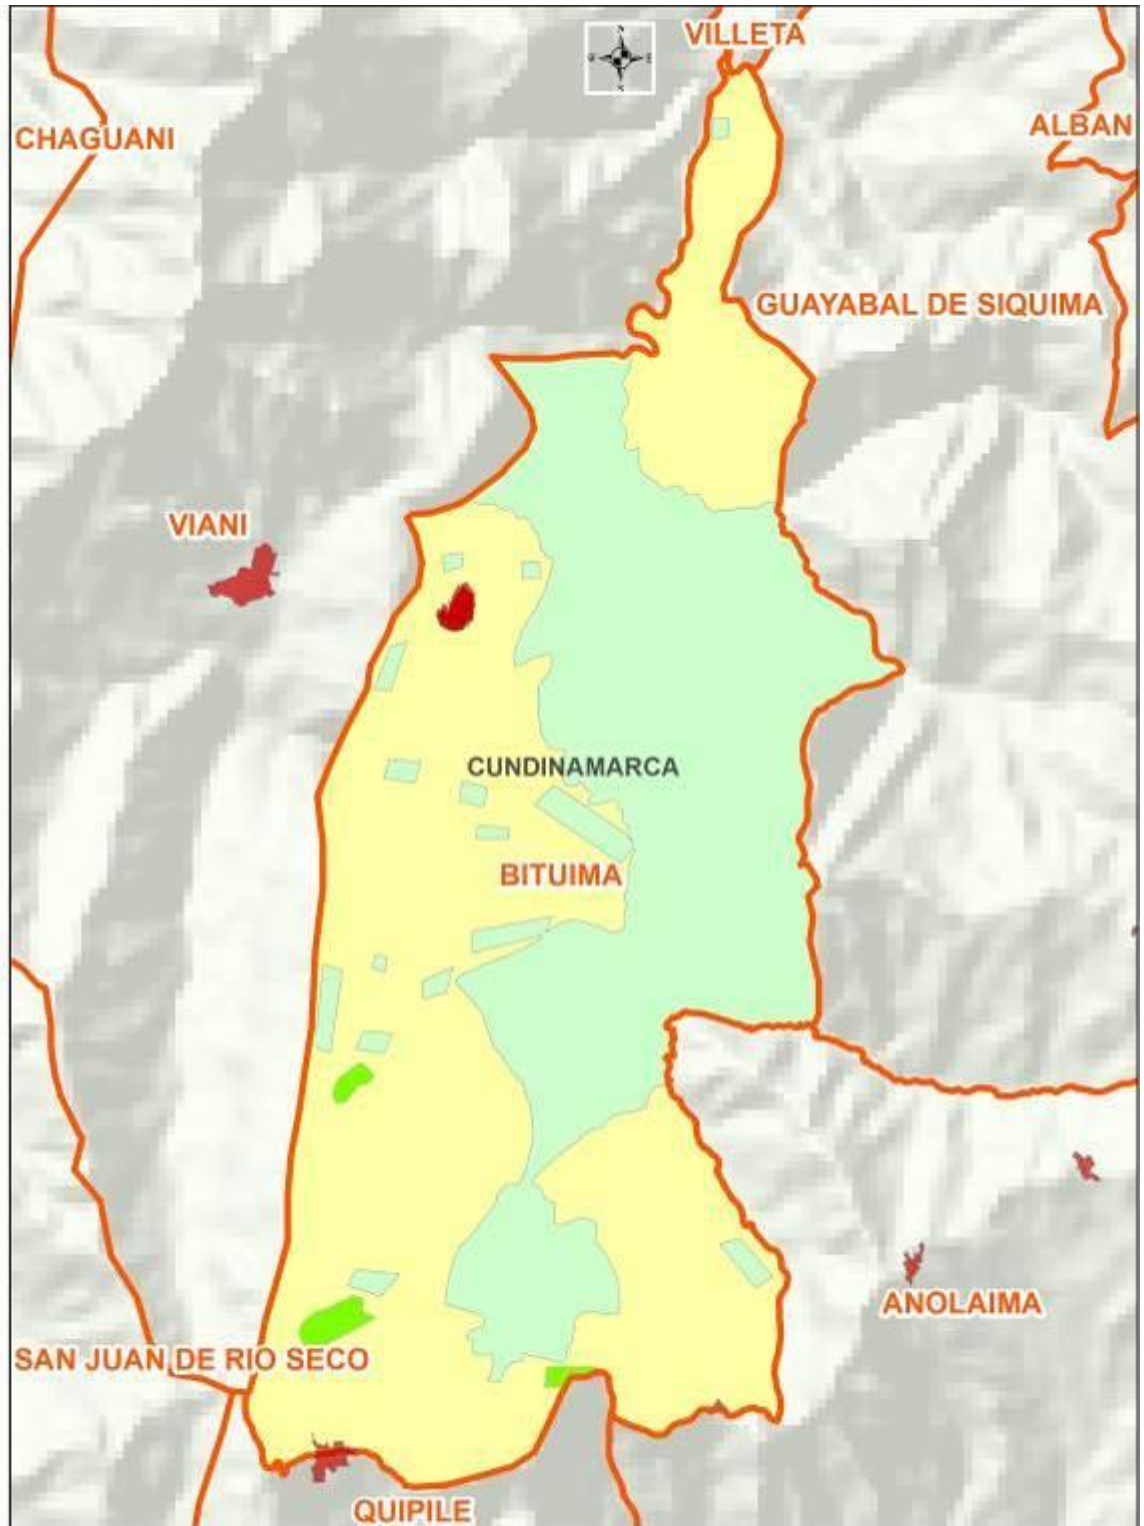 VILLETA
CHAGUANI
ALBAN
GUAYABAL DE SIQUIMA
VIANI
CUNDINAMARCA
BITUIMA
ANOLAIMA
SAN JUAN DE RIO SECO
QUIPILE